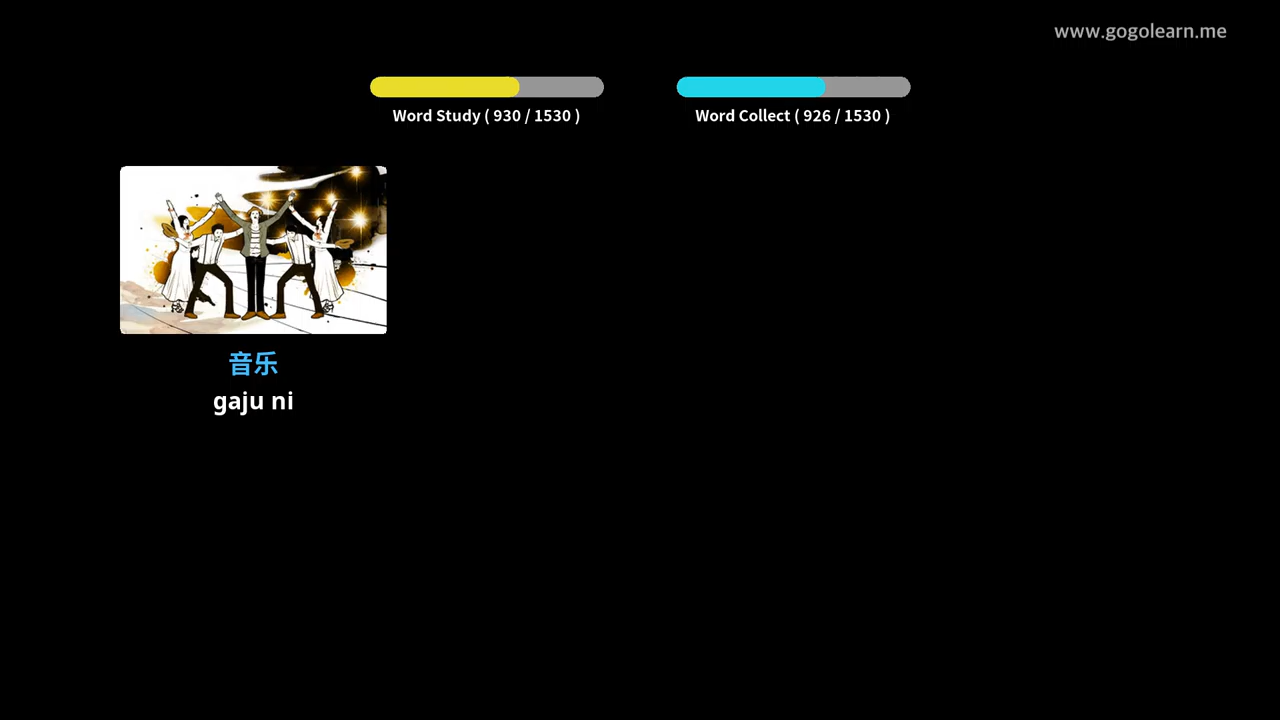 www.gogolearn.me
Word Study ( 930 / 1530 )
Word Collect ( 926 / 1530 )
音乐
gaju ni